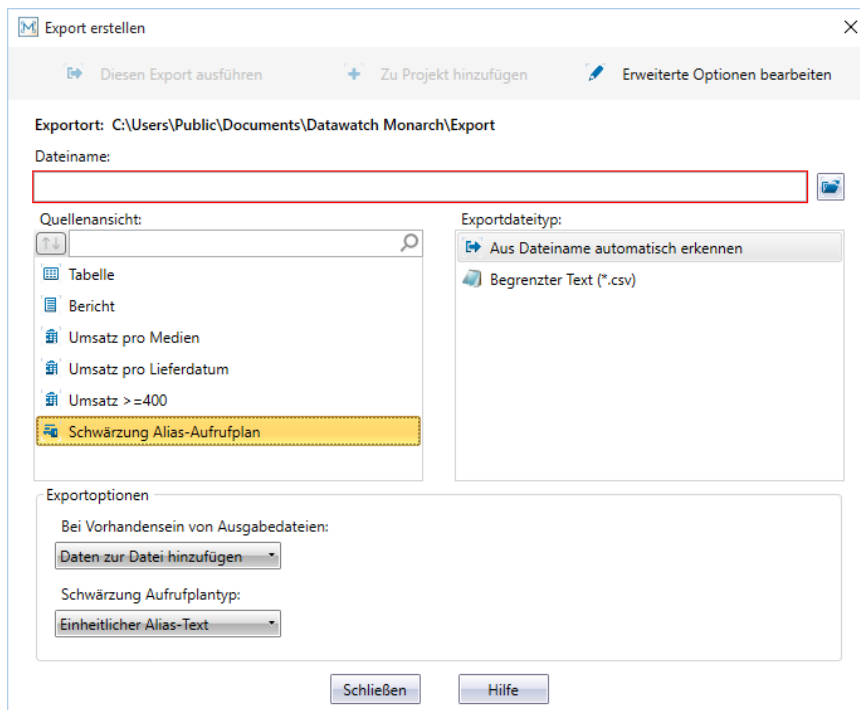 Export erstellen
Diesen Export ausführen
Zu Projekt hinzufügen
Erweiterte Optionen bearbeiten
Exportort: C:\Users\Public\Documents\Datawatch Monarch\Export
Dateiname:
Quellenansicht:
Tabelle
Bericht
Umsatz pro Medien
Umsatz pro Lieferdatum
Umsatz >=400
Schwärzung Alias-Aufrufplan
Exportdateityp:
Aus Dateiname automatisch erkennen
Begrenzter Text (*.csv)
Exportoptionen
Bei Vorhandensein von Ausgabedateien:
Daten zur Datei hinzufügen
Schwärzung Aufrufplantyp:
Einheitlicher Alias-Text
Schließen
Hilfe